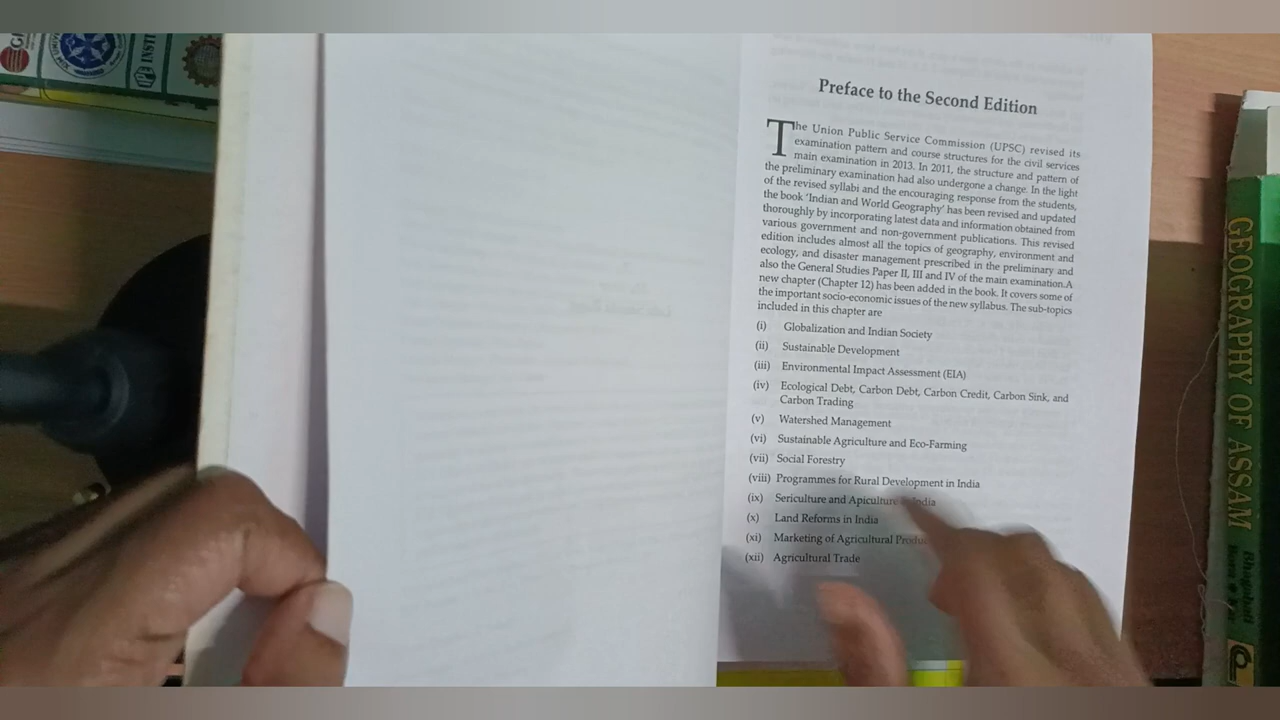 Preface to the Second Edition
The Union Public Service Commission (UPSC) revised its
examination pattern and course structures for the civil services
main examination in 2013. In 2011, the structure and pattern of
the preliminary examination had also undergone a change. In the light
of the revised syllabi and the encouraging response from the students,
the book 'Indian and World Geography' has been revised and updated
thoroughly by incorporating latest data and information obtained from
various government and non-government publications. This revised
edition includes almost all the topics of geography, environment and
ecology, and disaster management prescribed in the preliminary and
also the General Studies Paper II, III and IV of the main examination.A
new chapter (Chapter 12) has been added in the book. It covers some of
the important socio-economic issues of the new syllabus. The sub-topics
included in this chapter are
(i) Globalization and Indian Society
(ii) Sustainable Development
(iii) Environmental Impact Assessment (EIA)
(iv) Ecological Debt, Carbon Debt, Carbon Credit, Carbon Sink, and
Carbon Trading
(v) Watershed Management
(vi) Sustainable Agriculture and Eco-Farming
(vii) Social Forestry
(viii) Programmes for Rural Development in India
(ix) Sericulture and Apiculture in India
(x) Land Reforms in India
(xi) Marketing of Agricultural
(xii) Agricultural Trade
GEOGRAPHY OF ASSAM
Bhagabati